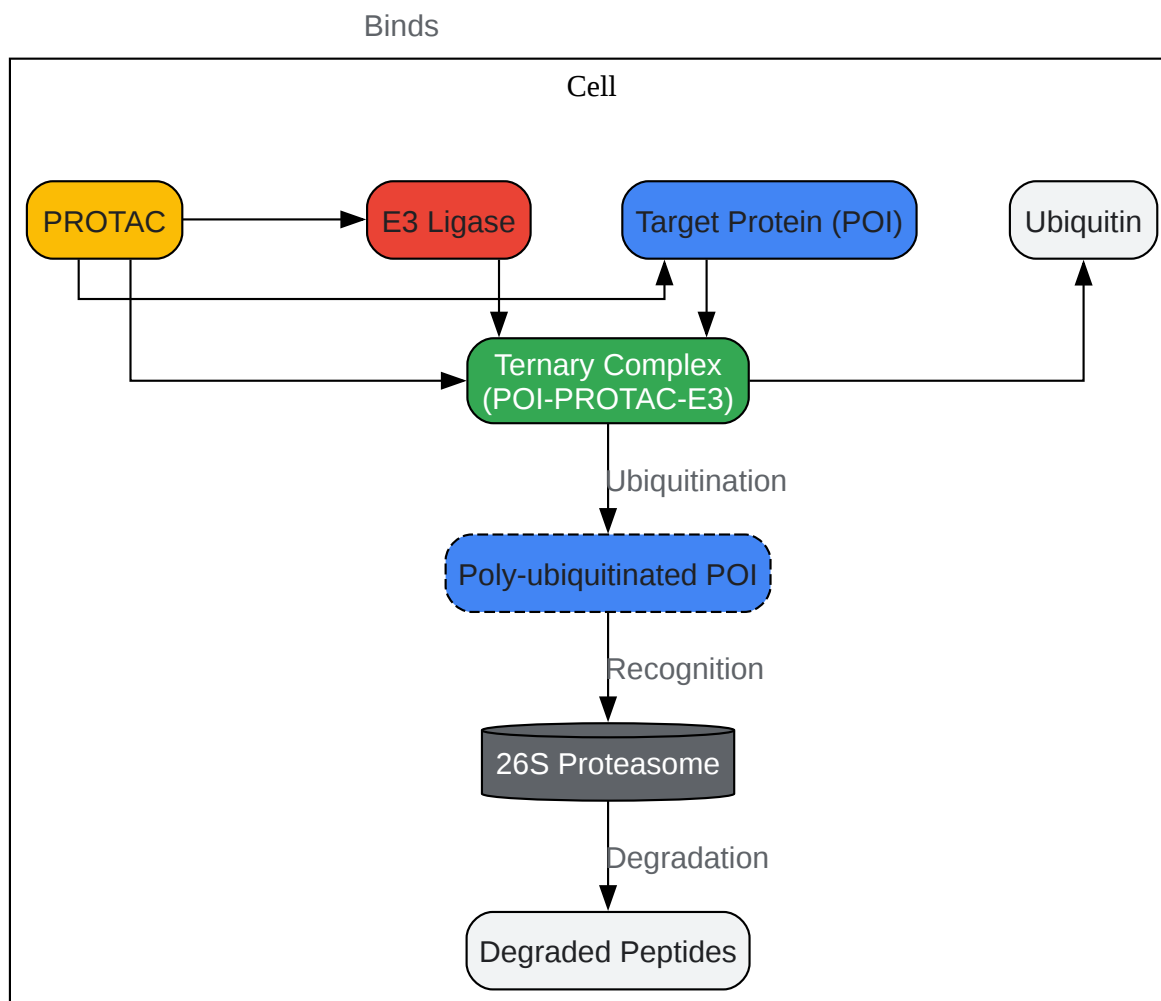 Binds
Cell
PROTAC
E3 Ligase
Target Protein (POI)
Ubiquitin
Ternary Complex
(POI-PROTAC-E3)
Ubiquitination
Poly-ubiquitinated POI
Recognition
26S Proteasome
Degradation
Degraded Peptides